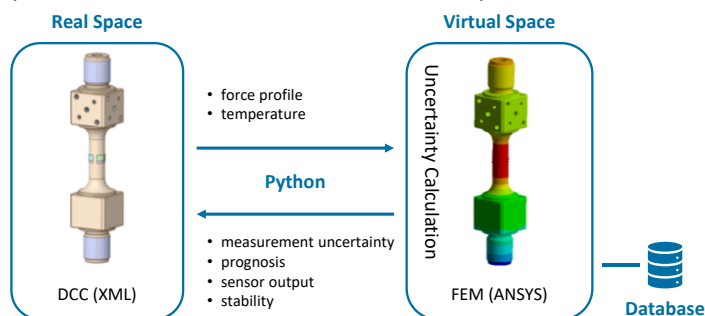 Real Space
Virtual Space
• force profile
• temperature
Python
• measurement uncertainty
• prognosis
• sensor output
• stability
DCC (XML)
Uncertainty Calculation
FEM (ANSYS)
Database